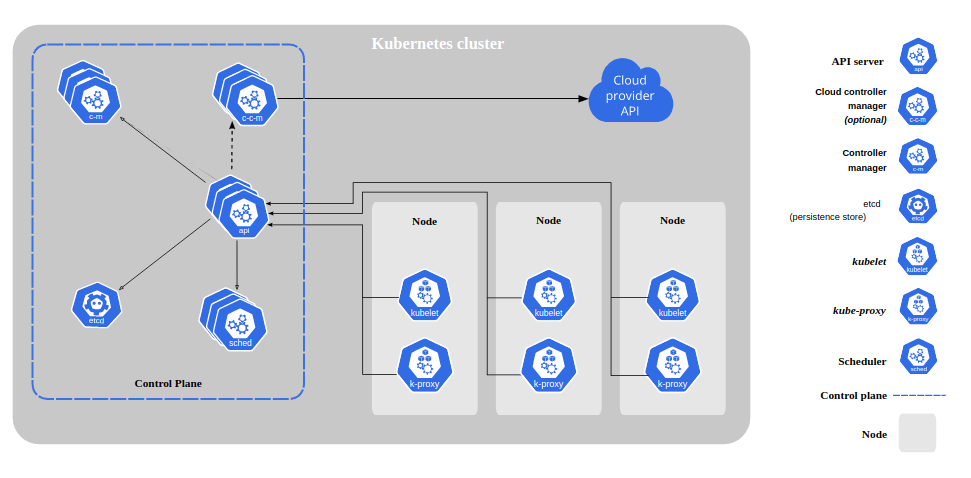 Kubernetes cluster
c-m
c-c-m
Cloud
provider
API
api
etcd
sched
Control Plane
Node
kubelet
k-proxy
Node
kubelet
k-proxy
Node
kubelet
k-proxy
API server
api
Cloud controller
manager
(optional)
c-c-m
Controller
manager
c-m
etcd
(persistence store)
etcd
kubelet
kubelet
kube-proxy
k-proxy
Scheduler
sched
Control plane
Node